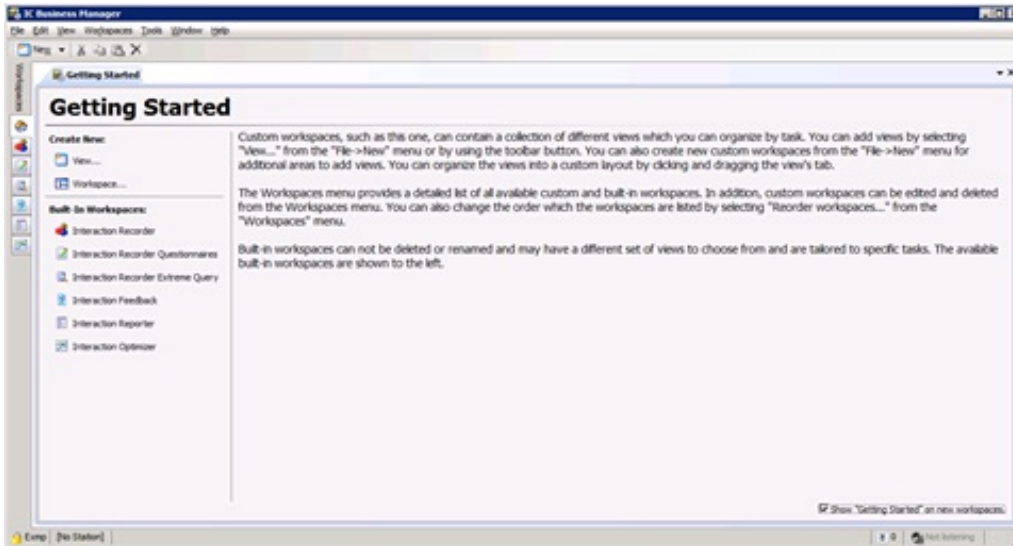 IC Business Manager
File Edit View Workspaces Tools Window Help
New
Workspaces
Getting Started
Getting Started
Create New:
View...
Workspace...
Built-In Workspaces:
Interaction Recorder
Interaction Recorder Questionnaires
Interaction Recorder Extreme Query
Interaction Feedback
Interaction Reporter
Interaction Optimizer
Custom workspaces, such as this one, can contain a collection of different views which you can organize by task. You can add views by selecting
"View..." from the "File->New" menu or by using the toolbar button. You can also create new custom workspaces from the "File->New" menu for
additional areas to add views. You can organize the views into a custom layout by clicking and dragging the view's tab.
The Workspaces menu provides a detailed list of all available custom and built-in workspaces. In addition, custom workspaces can be edited and deleted
from the Workspaces menu. You can also change the order which the workspaces are listed by selecting "Reorder workspaces..." from the
"Workspaces" menu.
Built-in workspaces can not be deleted or renamed and may have a different set of views to choose from and are tailored to specific tasks. The available
built-in workspaces are shown to the left.
Show "Getting Started" on new workspaces.
[No Station]
0 Not listening